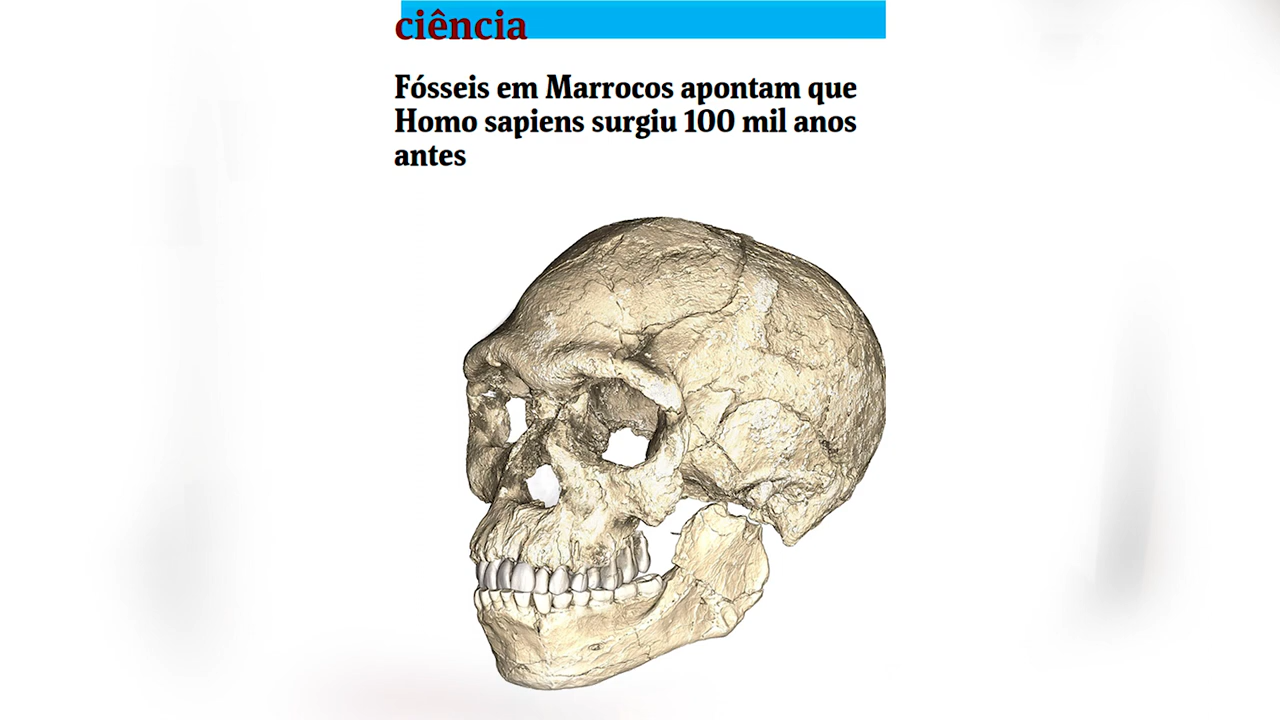 ciência
Fósseis em Marrocos apontam que
Homo sapiens surgiu 100 mil anos
antes